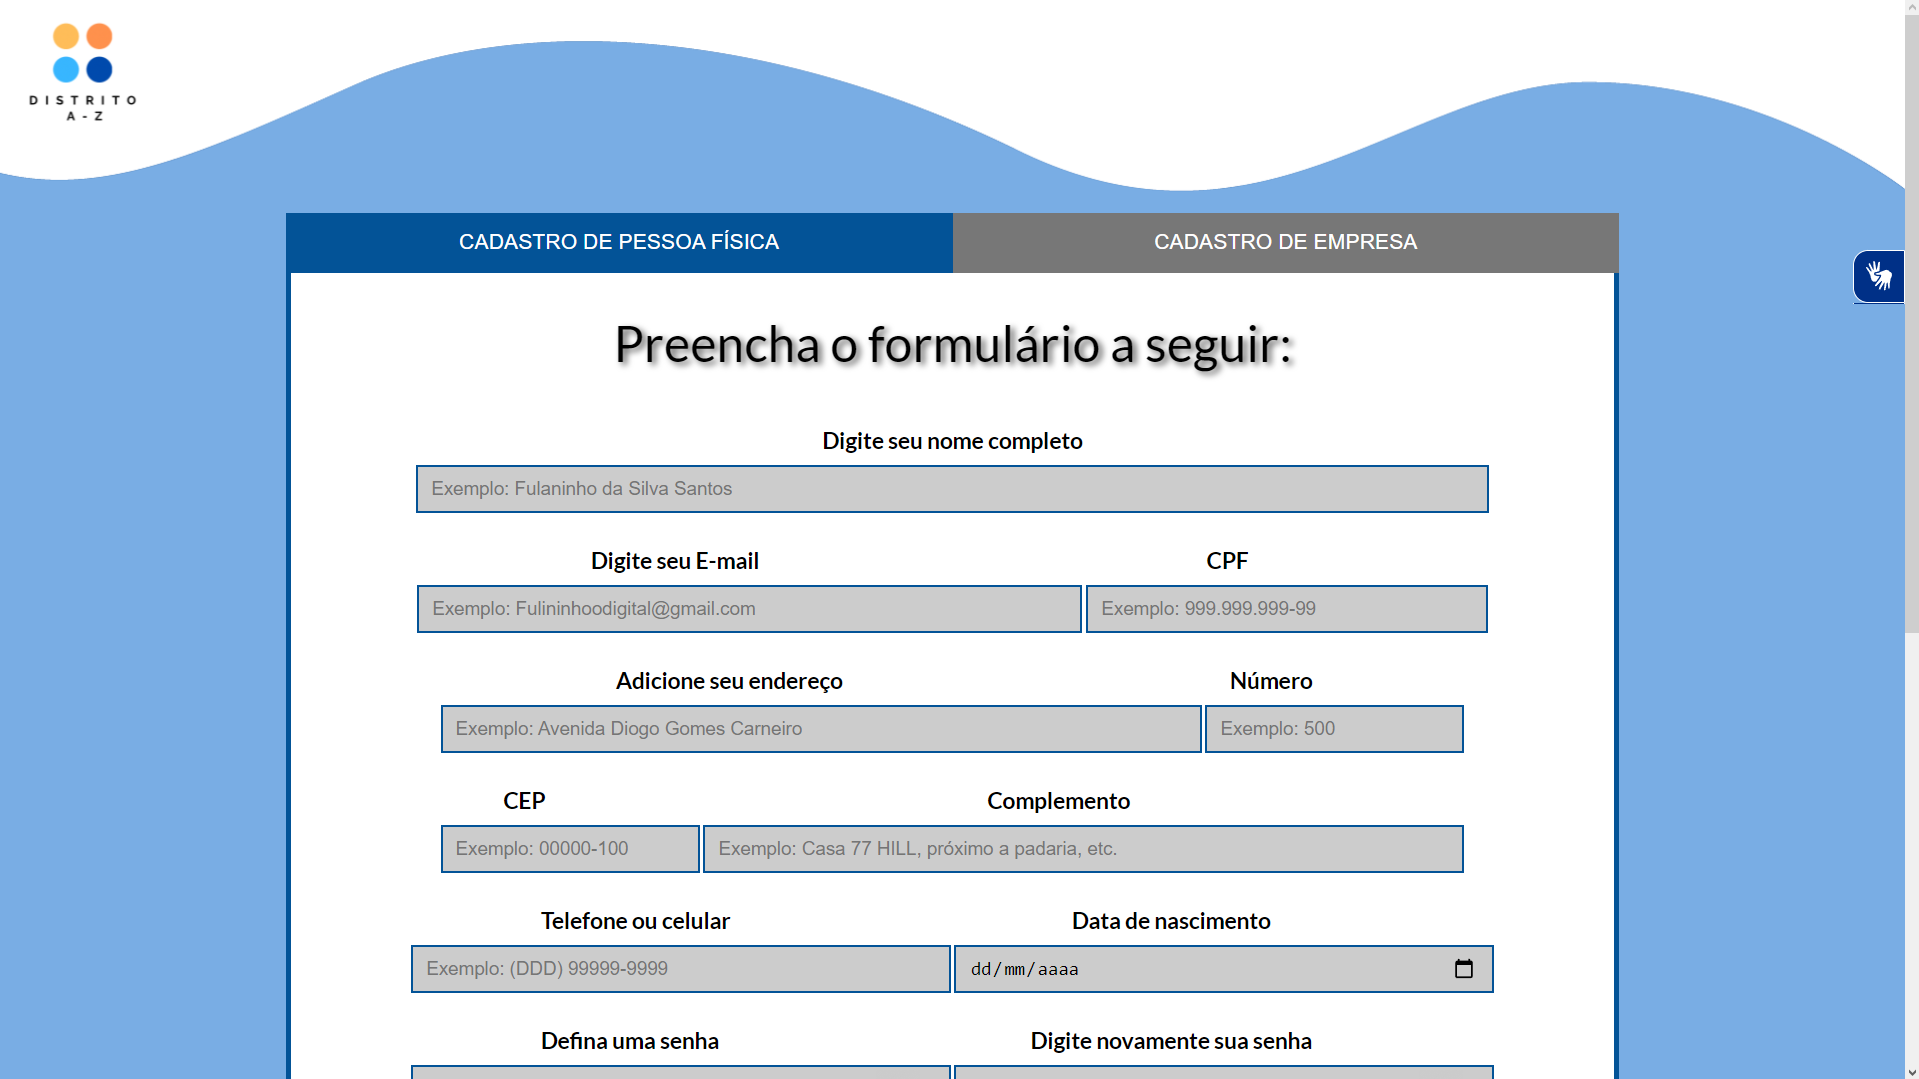 DISTRITO
A-Z
CADASTRO DE PESSOA FÍSICA
CADASTRO DE EMPRESA
Preencha o formulário a seguir:
Digite seu nome completo
Exemplo: Fulaninho da Silva Santos
Digite seu E-mail
CPF
Exemplo: Fulininhoodigital@gmail.com
Exemplo: 999.999.999-99
Adicione seu endereço
Número
Exemplo: Avenida Diogo Gomes Carneiro
Exemplo: 500
CEP
Complemento
Exemplo: 00000-100
Exemplo: Casa 77 HILL, próximo a padaria, etc.
Telefone ou celular
Data de nascimento
Exemplo: (DDD) 99999-9999
dd/mm/aaaa
Defina uma senha
Digite novamente sua senha